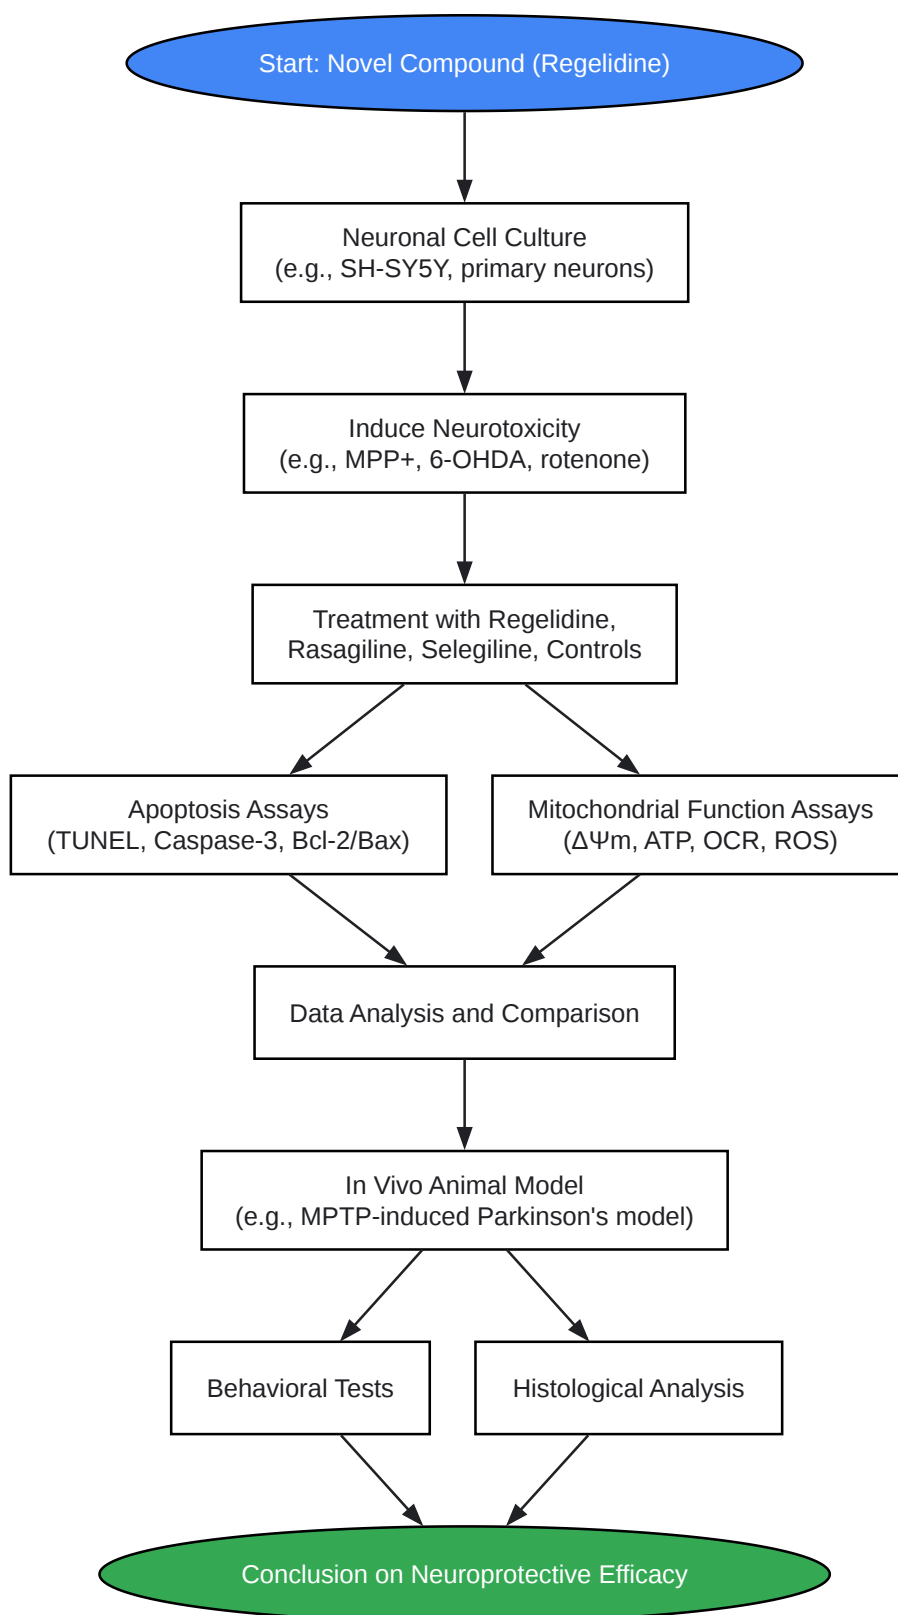 Start: Novel Compound (Regelidine)
Neuronal Cell Culture
(e.g., SH-SY5Y, primary neurons)
Induce Neurotoxicity
(e.g., MPP+, 6-OHDA, rotenone)
Treatment with Regelidine,
Rasagiline, Selegiline, Controls
Apoptosis Assays
(TUNEL, Caspase-3, Bcl-2/Bax)
Mitochondrial Function Assays
(ΔΨm, ATP, OCR, ROS)
Data Analysis and Comparison
In Vivo Animal Model
(e.g., MPTP-induced Parkinson's model)
Behavioral Tests
Histological Analysis
Conclusion on Neuroprotective Efficacy